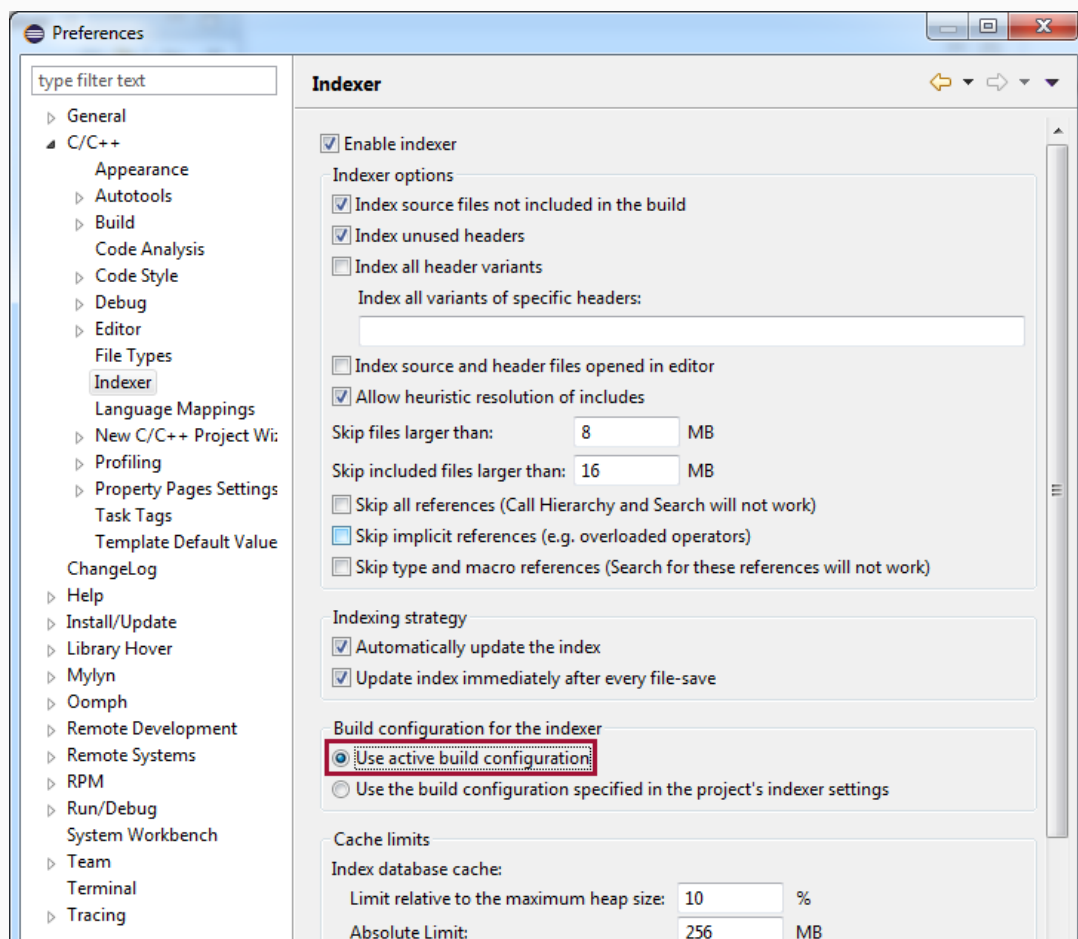 Preferences
type filter text
General
C/C++
Appearance
Autotools
Build
Code Analysis
Code Style
Debug
Editor
File Types
Indexer
Language Mappings
New C/C++ Project Wi
Profiling
Property Pages Settings
Task Tags
Template Default Value
ChangeLog
Help
Install/Update
Library Hover
Mylyn
Oomph
Remote Development
Remote Systems
RPM
Run/Debug
System Workbench
Team
Terminal
Tracing
Indexer
Enable indexer
Indexer options
Index source files not included in the build
Index unused headers
Index all header variants
Index all variants of specific headers:
Index source and header files opened in editor
Allow heuristic resolution of includes
Skip files larger than: 8 MB
Skip included files larger than: 16 MB
Skip all references (Call Hierarchy and Search will not work)
Skip implicit references (e.g. overloaded operators)
Skip type and macro references (Search for these references will not work)
Indexing strategy
Automatically update the index
Update index immediately after every file-save
Build configuration for the indexer
Use active build configuration
Use the build configuration specified in the project's indexer settings
Cache limits
Index database cache:
Limit relative to the maximum heap size: 10 %
Absolute Limit: 256 MB